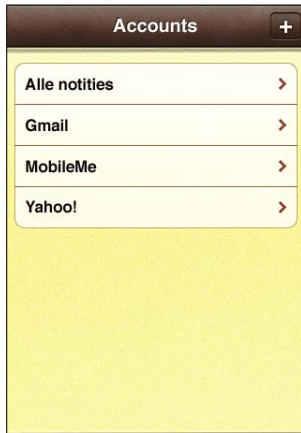 Accounts +
Alle notities
Gmail
MobileMe
Yahoo!